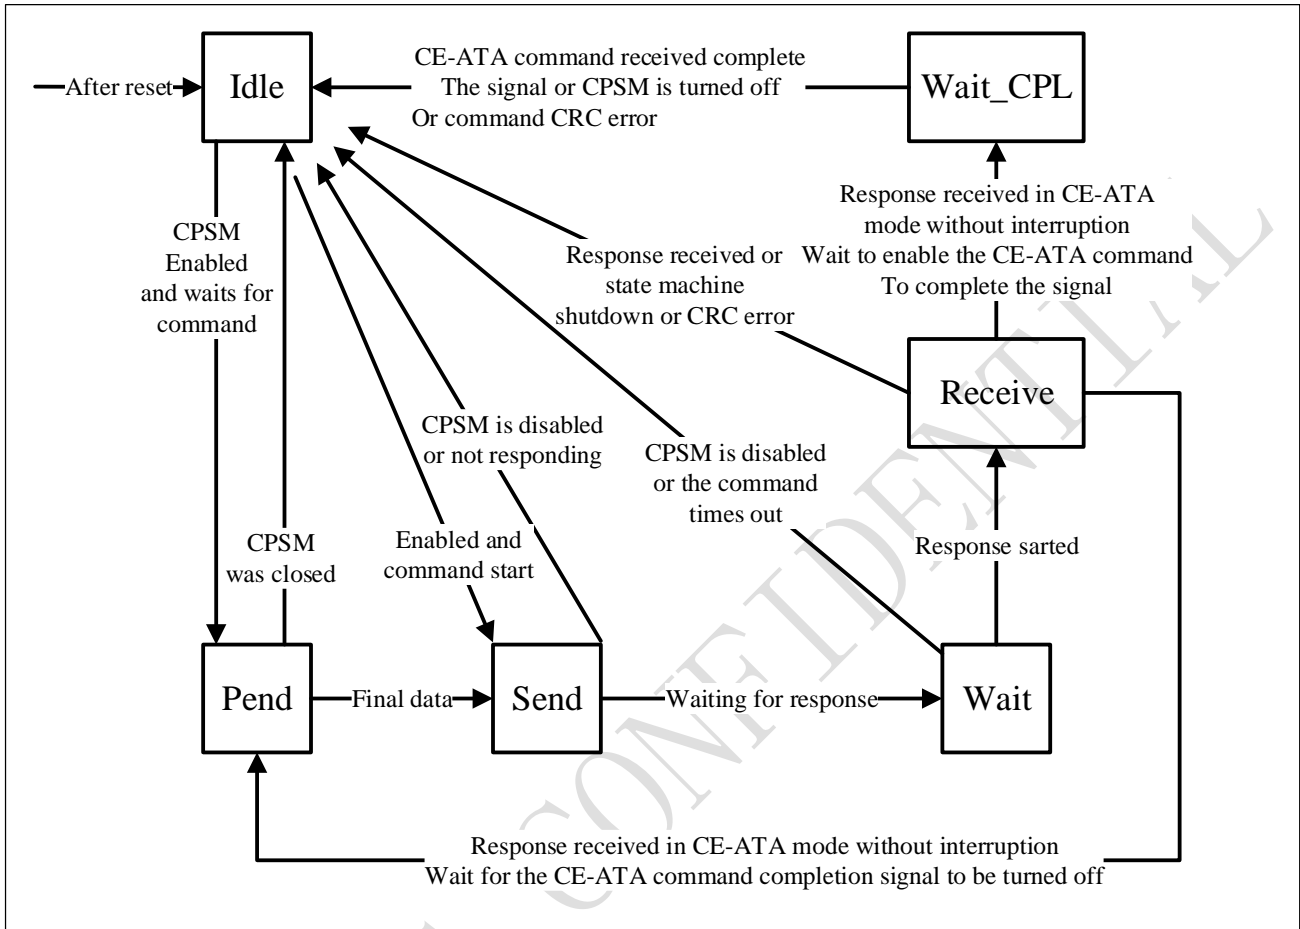 After reset
Idle
CE-ATA command received complete
The signal or CPSM is turned off
Or command CRC error
Wait_CPL
CPSM
Enabled
and waits for
command
Response received or
state machine
shutdown or CRC error
Response received in CE-ATA
mode without interruption
Wait to enable the CE-ATA command
To complete the signal
Receive
CPSM is disabled
or not responding
CPSM is disabled
or the command
times out
CPSM
was closed
Enabled and
command start
Response sarted
Pend
Final data
Send
Waiting for response
Wait
Response received in CE-ATA mode without interruption
Wait for the CE-ATA command completion signal to be turned off
CONFIDENTIAL